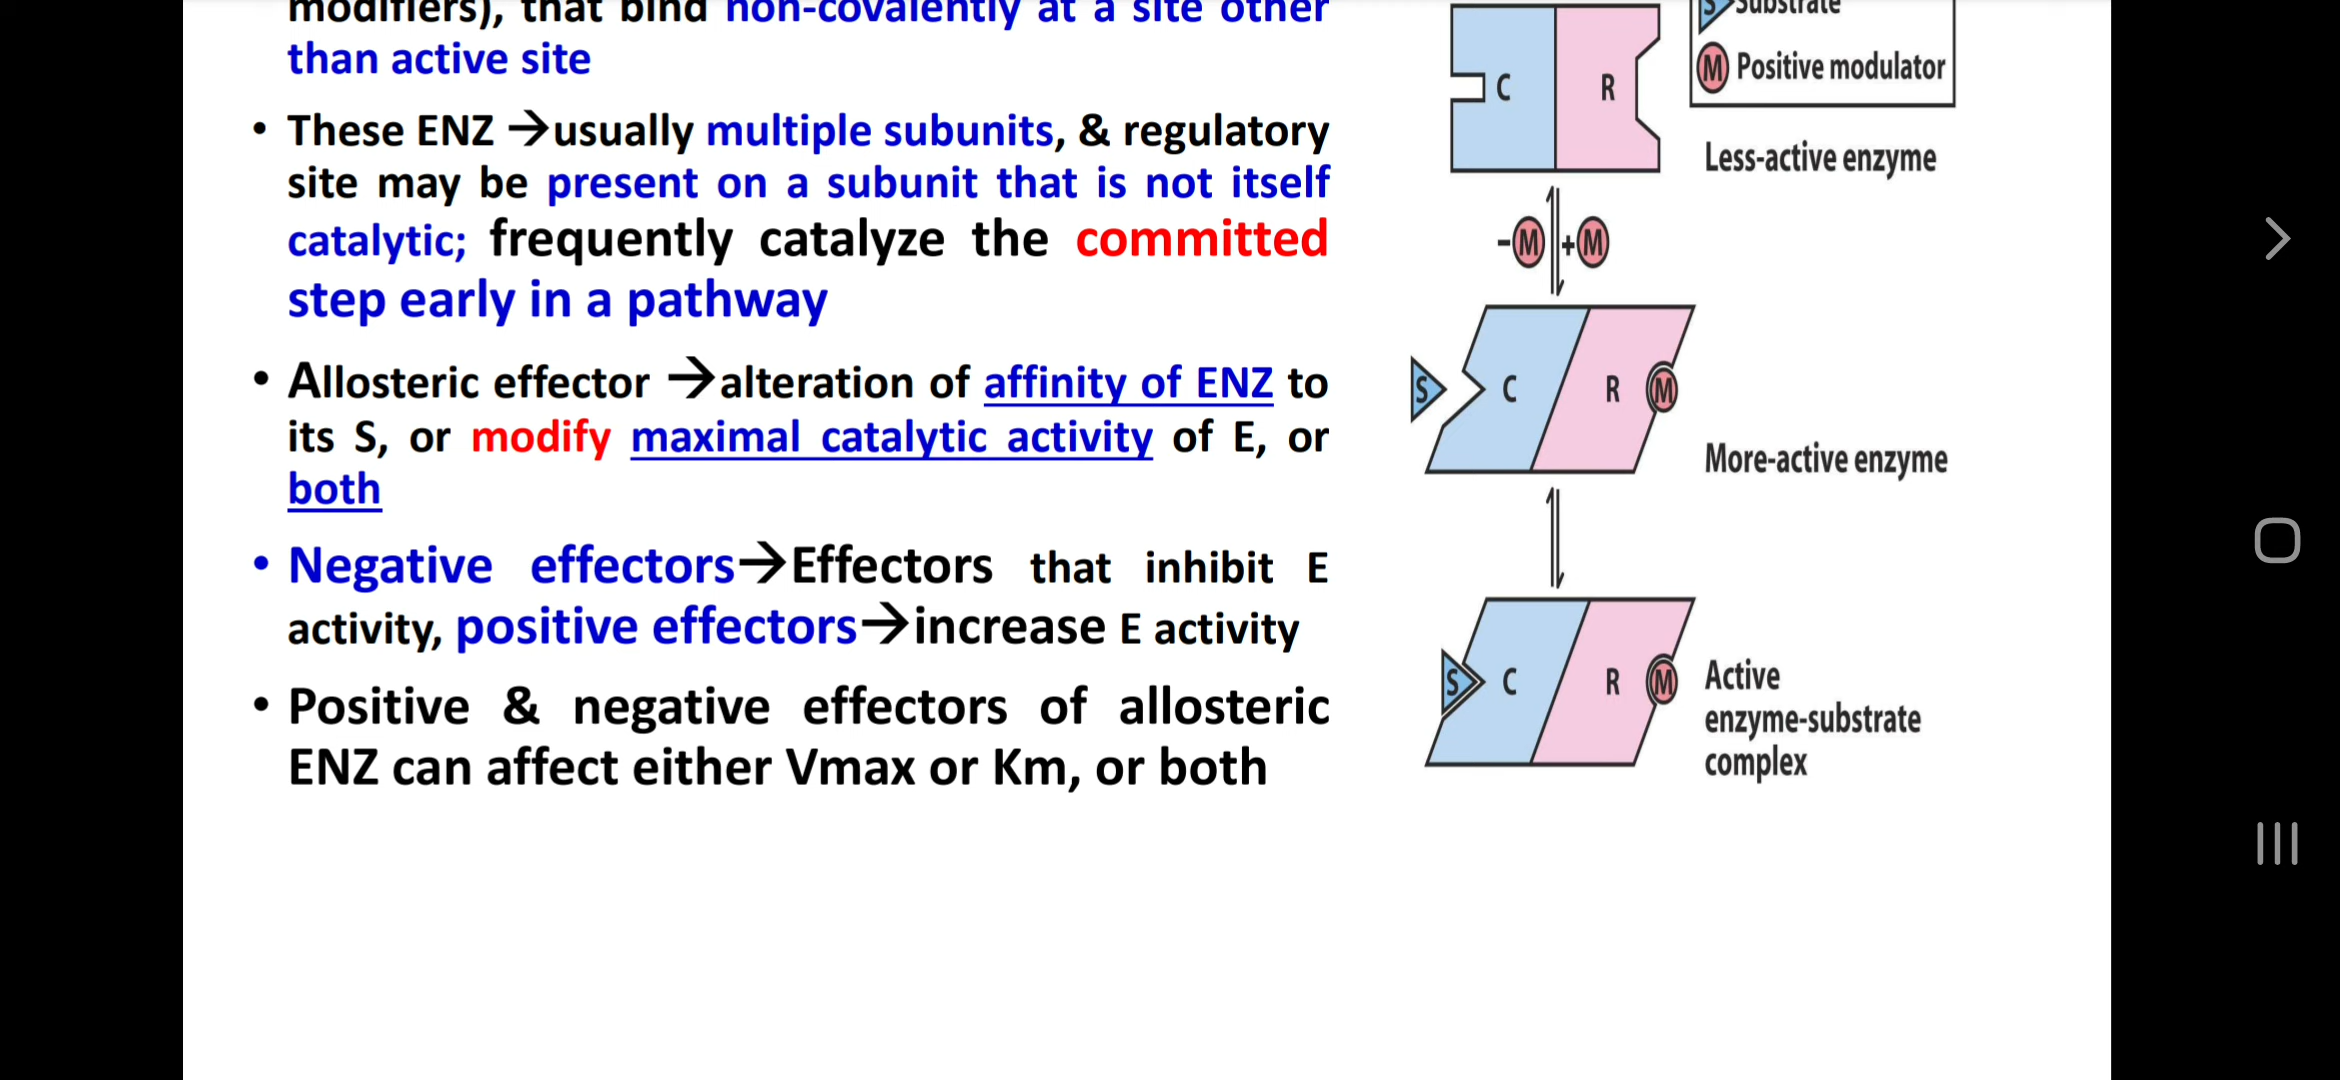 modifiers), that bind non-covalently at a site other
than active site
• These ENZ →usually multiple subunits, & regulatory
site may be present on a subunit that is not itself
catalytic; frequently catalyze the committed
step early in a pathway
• Allosteric effector →alteration of affinity of ENZ to
its S, or modify maximal catalytic activity of E, or
both
• Negative effectors→Effectors that inhibit E
activity, positive effectors→increase E activity
• Positive & negative effectors of allosteric
ENZ can affect either Vmax or Km, or both
S Substrate
M Positive modulator
C R
Less-active enzyme
-M +M
S C R M
More-active enzyme
S C R M
Active
enzyme-substrate
complex